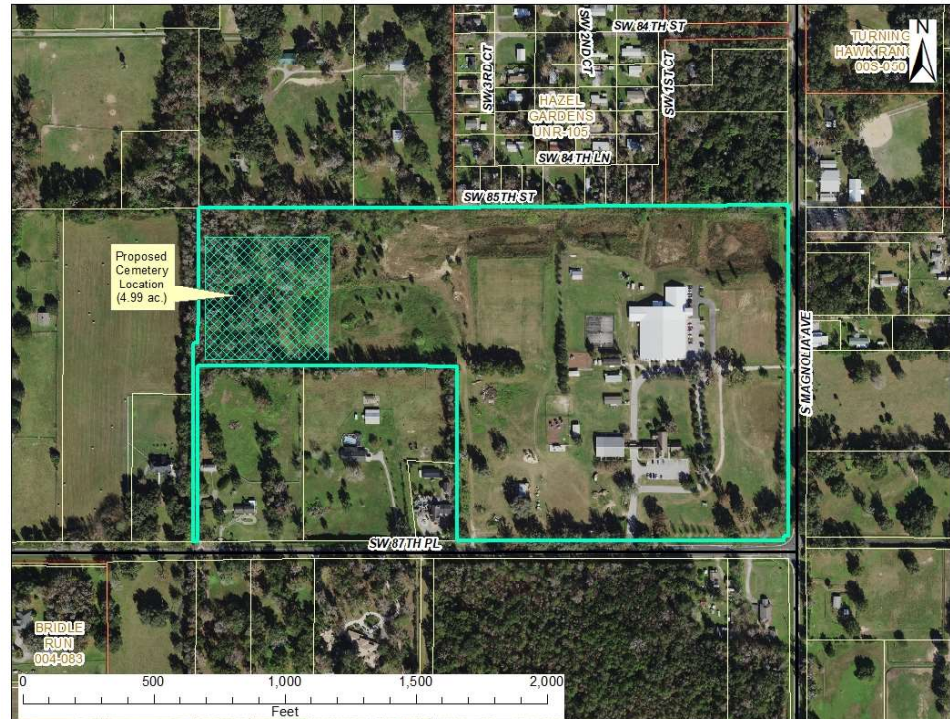 SW 84TH ST
SW 3RD CT
SW 2ND CT
SW 1ST CT
N
TURNING
HAWK RANC
00S-030
HAZEL
GARDENS
UNR-105
SW 84TH LN
SW 85TH ST
Proposed
Cemetery
Location
(4.99 ac.)
S MAGNOLIA AVE
SW 87TH PL
BRIDLE
RUN
004-083
0 500 1,000 1,500 2,000
Feet